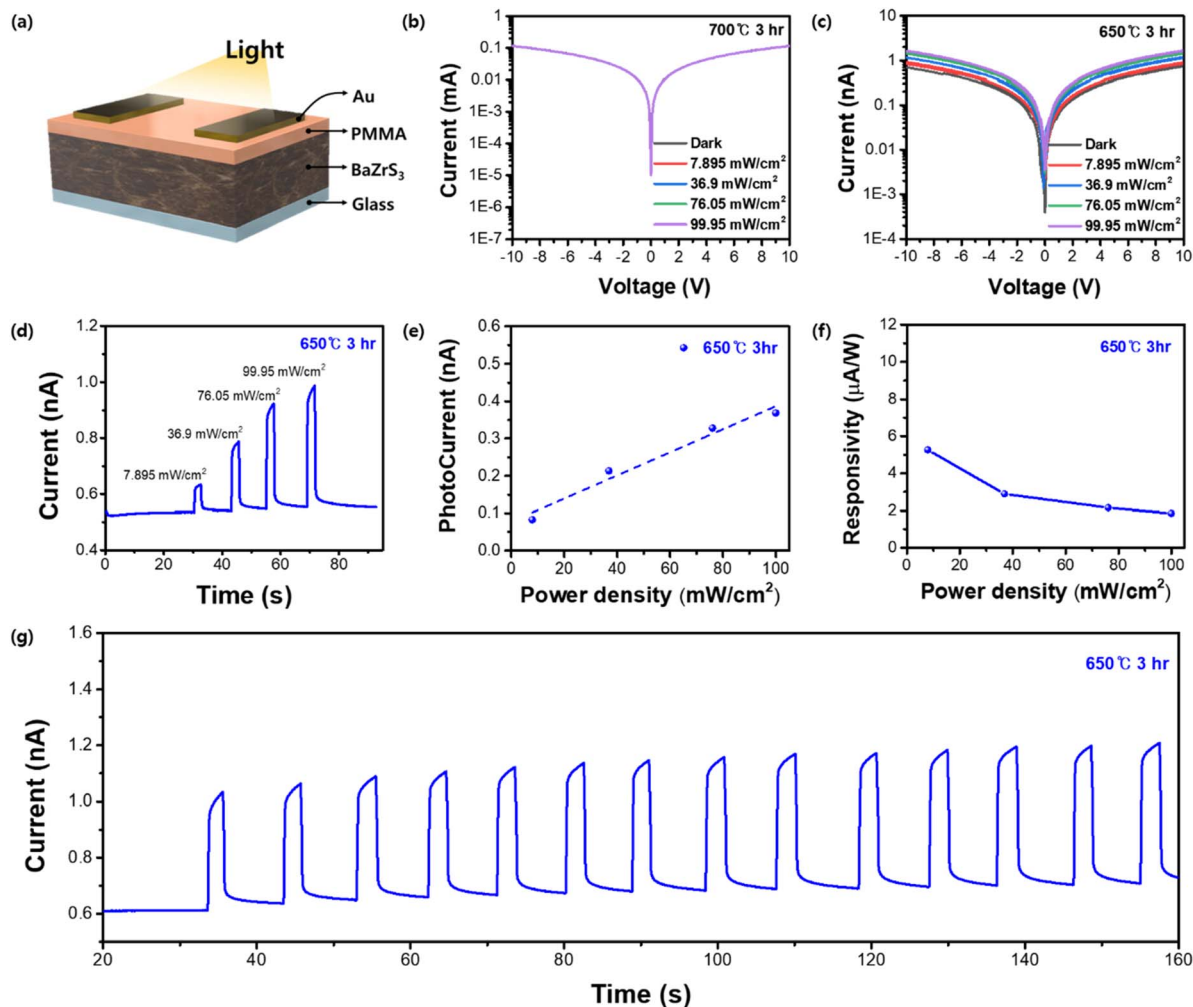 (a)
Light
Au
PMMA
BaZrS₃
Glass
(b)
700℃ 3 hr
Current (mA)
1
0.1
0.01
1E-3
1E-4
1E-5
1E-6
1E-7
Dark
7.895 mW/cm²
36.9 mW/cm²
76.05 mW/cm²
99.95 mW/cm²
-10 -8 -6 -4 -2 0 2 4 6 8 10
Voltage (V)
(c)
650℃ 3 hr
Current (nA)
10
1
0.1
0.01
1E-3
1E-4
Dark
7.895 mW/cm²
36.9 mW/cm²
76.05 mW/cm²
99.95 mW/cm²
-10 -8 -6 -4 -2 0 2 4 6 8 10
Voltage (V)
(d)
650℃ 3 hr
Current (nA)
1.2
1.0
0.8
0.6
0.4
99.95 mW/cm²
76.05 mW/cm²
36.9 mW/cm²
7.895 mW/cm²
0 20 40 60 80
Time (s)
(e)
650℃ 3hr
PhotoCurrent (nA)
0.6
0.5
0.4
0.3
0.2
0.1
0.0
0 20 40 60 80 100
Power density (mW/cm²)
(f)
650℃ 3hr
Responsivity (μA/W)
12
10
8
6
4
2
0
0 20 40 60 80 100
Power density (mW/cm²)
(g)
650℃ 3 hr
Current (nA)
1.6
1.4
1.2
1.0
0.8
0.6
20 40 60 80 100 120 140 160
Time (s)